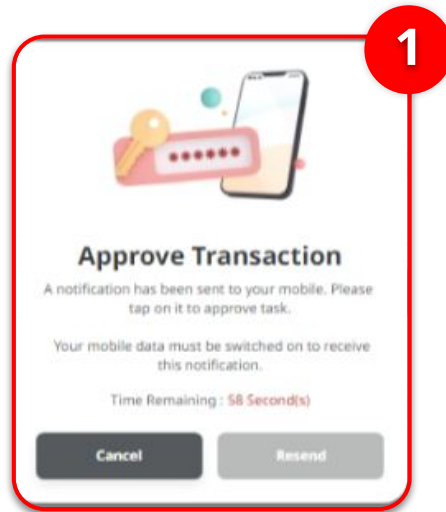 1
Approve Transaction
A notification has been sent to your mobile. Please
tap on it to approve task.
Your mobile data must be switched on to receive
this notification.
Time Remaining : 58 Second(s)
Cancel
Resend